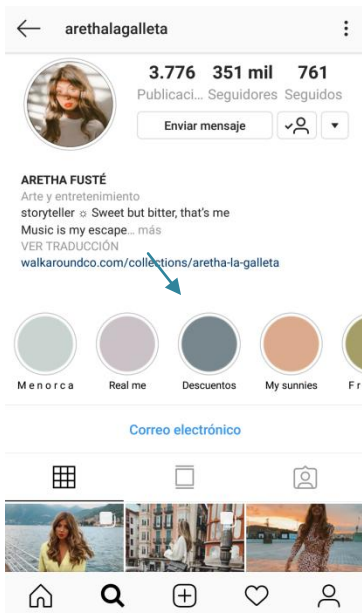 arethalagalleta
3.776 351 mil 761
Publicaci... Seguidores Seguidos
Enviar mensaje
ARETHA FUSTÉ
Arte y entretenimiento
storyteller ☼ Sweet but bitter, that's me
Music is my escape... más
VER TRADUCCIÓN
walkaroundco.com/collections/aretha-la-galleta
Menorca Real me Descuentos My sunnies Fr
Correo electrónico